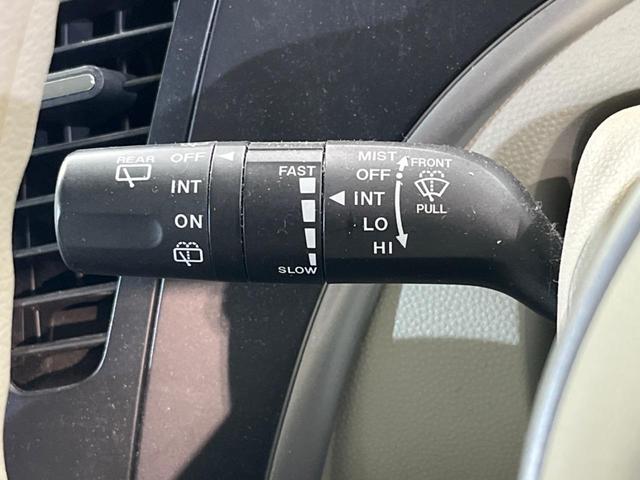 REAR
OFF
INT
ON
FAST
SLOW
MIST
OFF
INT
LO
HI
FRONT
PULL